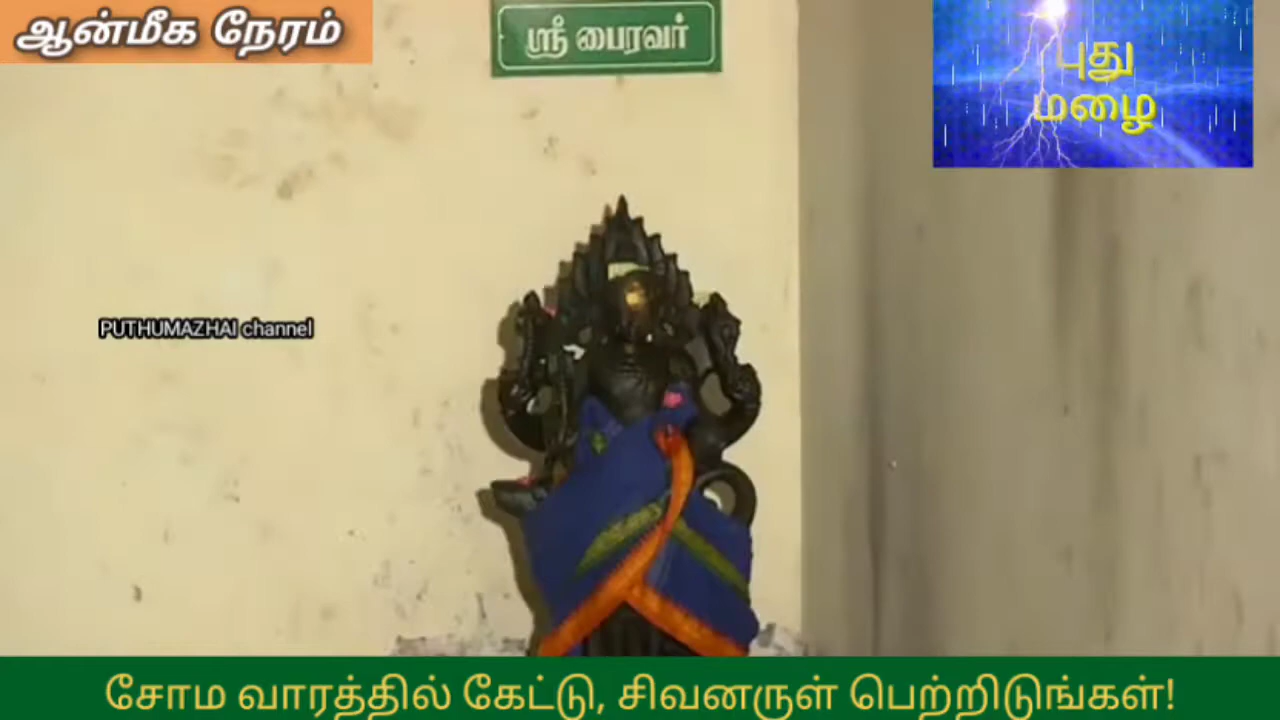 ஆன்மீக நேரம்
ஸ்ரீ பைரவர்
புது
மழை
PUTHUMAZHAI channel
சோம வாரத்தில் கேட்டு, சிவனருள் பெற்றிடுங்கள்!